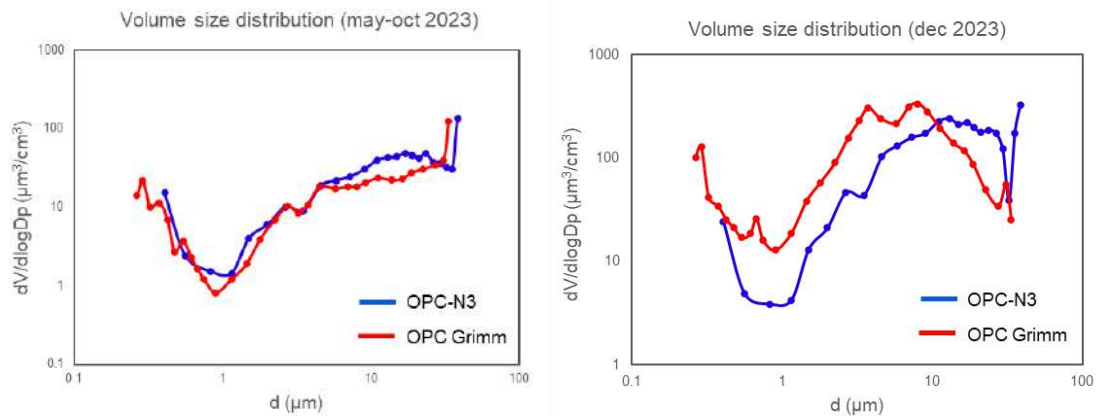 Volume size distribution (may-oct 2023)
1000
100
10
1
0.1
0.1
1
10
100
dV/dlogDp (µm³/cm³)
d (µm)
OPC-N3
OPC Grimm
Volume size distribution (dec 2023)
1000
100
10
1
0.1
1
10
100
dV/dlogDp (µm³/cm³)
d (µm)
OPC-N3
OPC Grimm